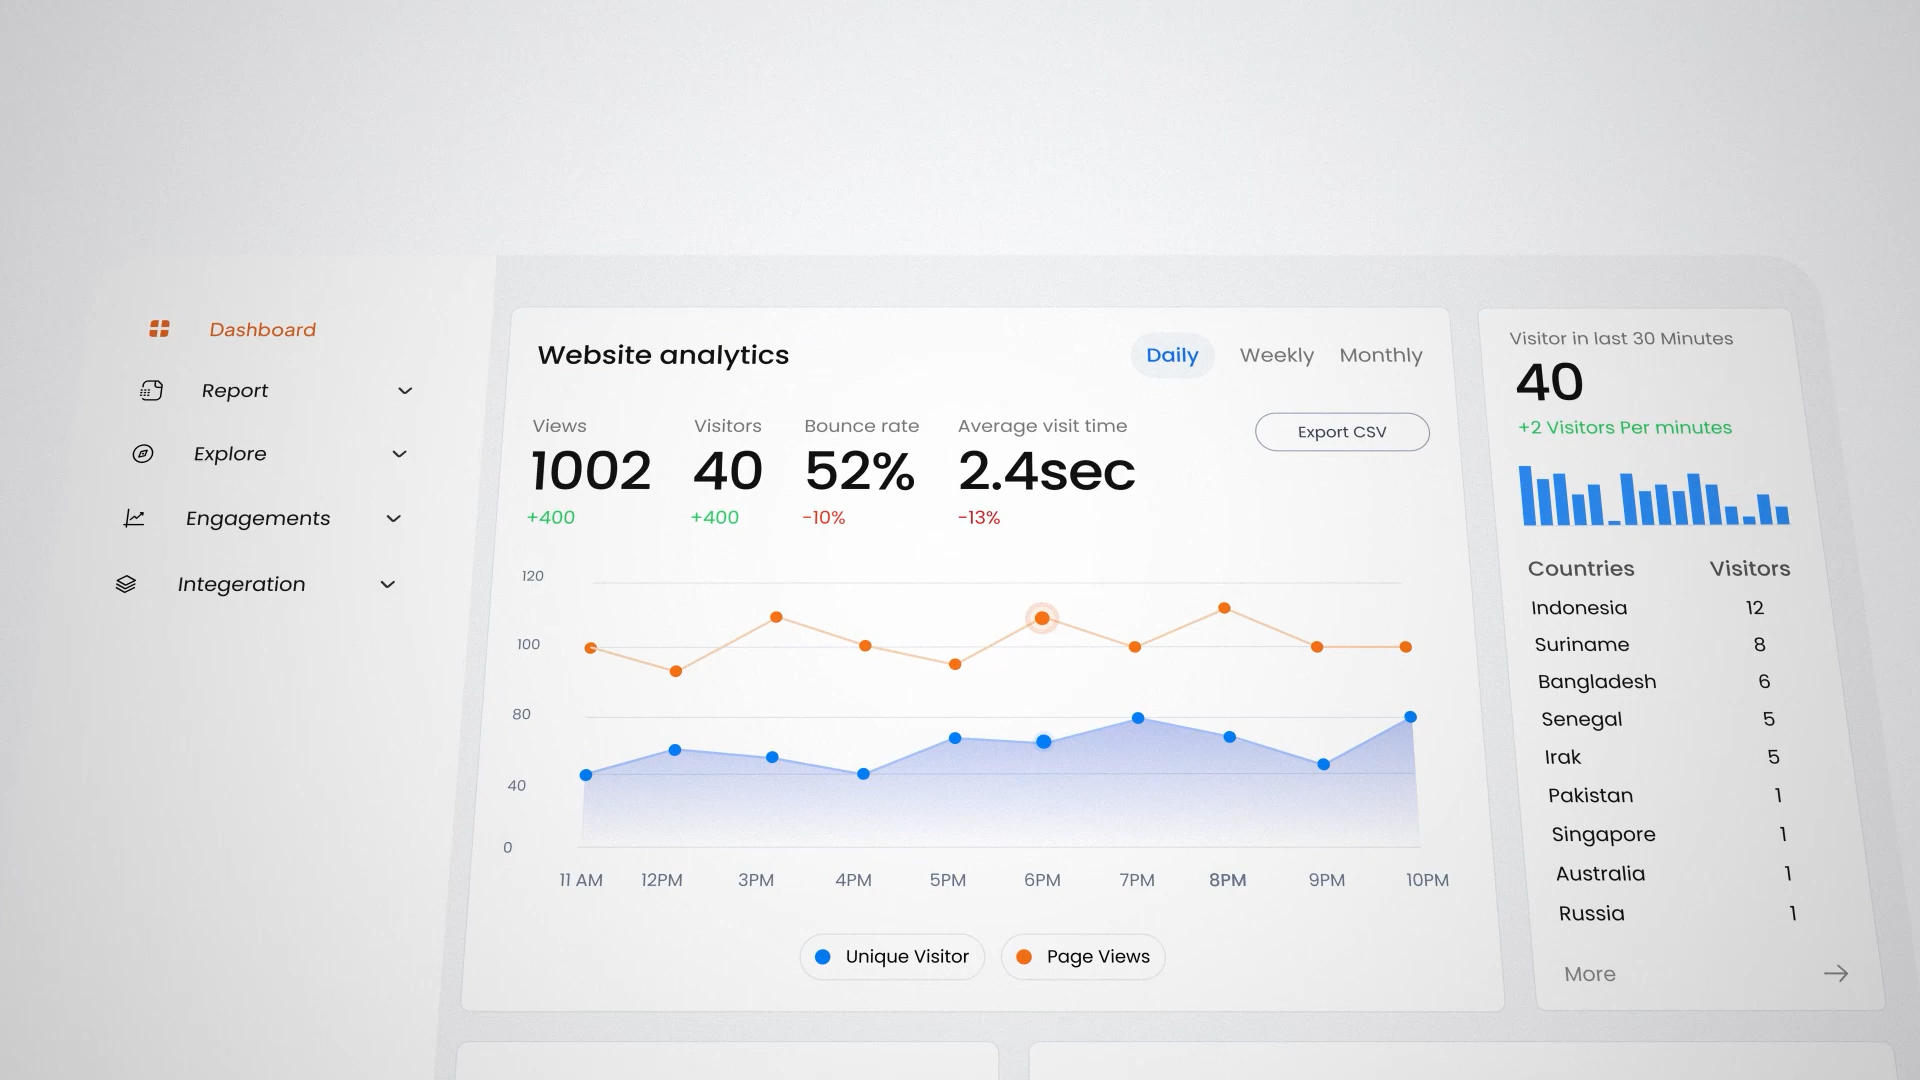 Dashboard
Report
Explore
Engagements
Integeration
Website analytics
Daily Weekly Monthly
Views Visitors Bounce rate Average visit time
1002 40 52% 2.4sec
+400 +400 -10% -13%
Export CSV
120
100
80
40
0
11 AM 12PM 3PM 4PM 5PM 6PM 7PM 8PM 9PM 10PM
Unique Visitor Page Views
Visitor in last 30 Minutes
40
+2 Visitors Per minutes
Countries Visitors
Indonesia 12
Suriname 8
Bangladesh 6
Senegal 5
Irak 5
Pakistan 1
Singapore 1
Australia 1
Russia 1
More